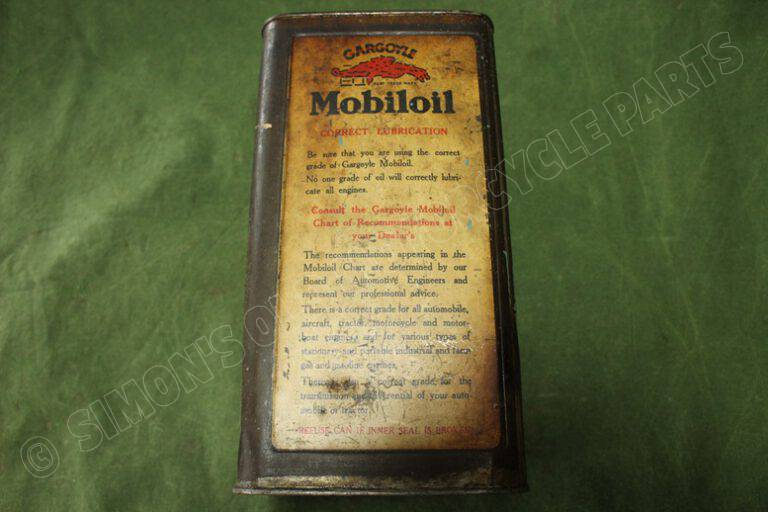 GARGOYLE
Mobiloil
CORRECT LUBRICATION
Be sure that you are using the correct
grade of Gargoyle Mobiloil.
No one grade of oil will correctly lubri-
cate all engines.
Consult the Gargoyle Mobiloil
Chart of Recommendations at
your Dealer's
The recommendations appearing in the
Mobiloil Chart are determined by our
Board of Automotive Engineers and
represent our professional advice.
There is a correct grade for all automobile,
aircraft, tractor, motorcycle and motor-
boat engines and for various types of
stationary and portable industrial and farm
gas and gasoline engines.
correct grade for the
transmission and differential of your auto-
mobile or tractor.
REFUSE CAN IF INNER SEAL IS BROKEN
© SIMON'S CYCLE PARTS